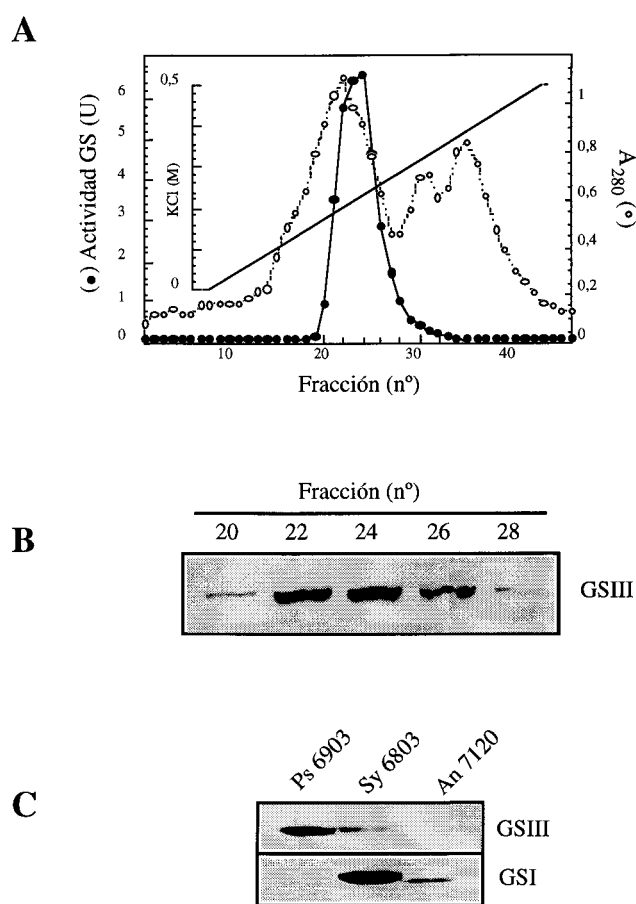 A
(●) Actividad GS (U)
6
5
4
3
2
1
0
0,5
KCl (M)
0
1
0,8
0,6
0,4
0,2
0
A280 (o)
10
20
30
40
Fracción (nº)
B
Fracción (nº)
20 22 24 26 28
GSIII
C
Ps 6903
Sy 6803
An 7120
GSIII
GSI